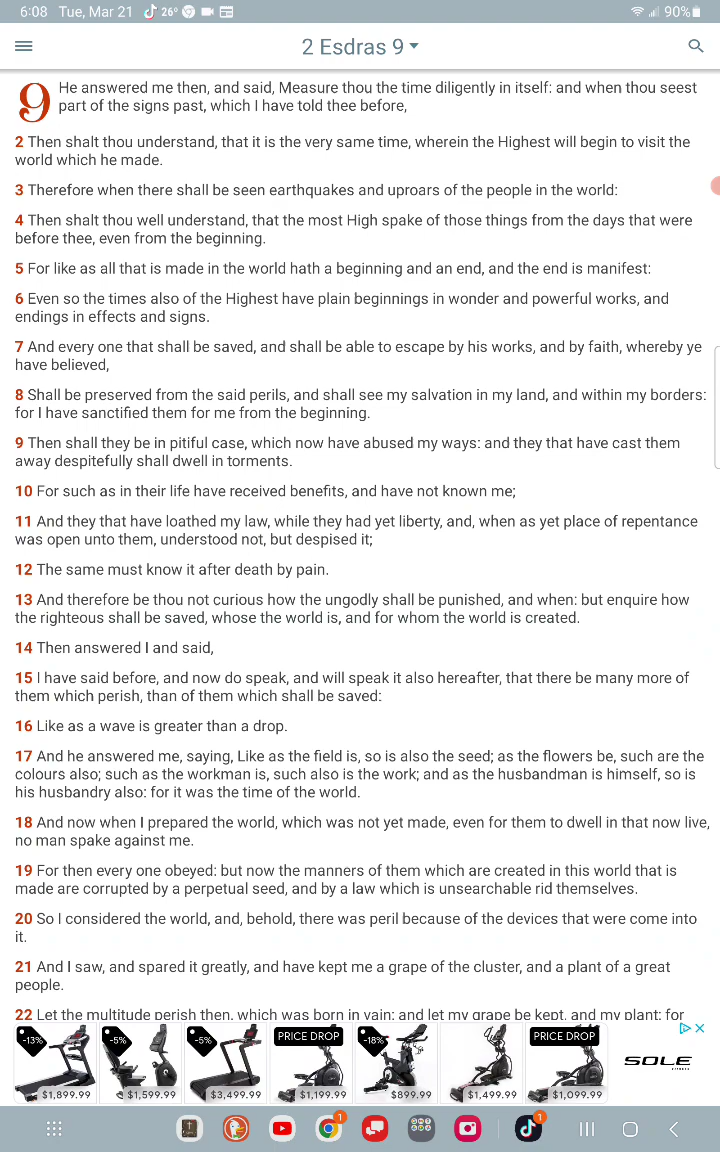 6:08 Tue, Mar 21 26° 90%
2 Esdras 9
9 He answered me then, and said, Measure thou the time diligently in itself: and when thou seest
part of the signs past, which I have told thee before,
2 Then shalt thou understand, that it is the very same time, wherein the Highest will begin to visit the
world which he made.
3 Therefore when there shall be seen earthquakes and uproars of the people in the world:
4 Then shalt thou well understand, that the most High spake of those things from the days that were
before thee, even from the beginning.
5 For like as all that is made in the world hath a beginning and an end, and the end is manifest:
6 Even so the times also of the Highest have plain beginnings in wonder and powerful works, and
endings in effects and signs.
7 And every one that shall be saved, and shall be able to escape by his works, and by faith, whereby ye
have believed,
8 Shall be preserved from the said perils, and shall see my salvation in my land, and within my borders:
for I have sanctified them for me from the beginning.
9 Then shall they be in pitiful case, which now have abused my ways: and they that have cast them
away despitefully shall dwell in torments.
10 For such as in their life have received benefits, and have not known me;
11 And they that have loathed my law, while they had yet liberty, and, when as yet place of repentance
was open unto them, understood not, but despised it;
12 The same must know it after death by pain.
13 And therefore be thou not curious how the ungodly shall be punished, and when: but enquire how
the righteous shall be saved, whose the world is, and for whom the world is created.
14 Then answered I and said,
15 I have said before, and now do speak, and will speak it also hereafter, that there be many more of
them which perish, than of them which shall be saved:
16 Like as a wave is greater than a drop.
17 And he answered me, saying, Like as the field is, so is also the seed; as the flowers be, such are the
colours also; such as the workman is, such also is the work; and as the husbandman is himself, so is
his husbandry also: for it was the time of the world.
18 And now when I prepared the world, which was not yet made, even for them to dwell in that now live,
no man spake against me.
19 For then every one obeyed: but now the manners of them which are created in this world that is
made are corrupted by a perpetual seed, and by a law which is unsearchable rid themselves.
20 So I considered the world, and, behold, there was peril because of the devices that were come into
it.
21 And I saw, and spared it greatly, and have kept me a grape of the cluster, and a plant of a great
people.
22 Let the multitude perish then, which was born in vain; and let my grape be kept, and my plant; for
-13% -5% -5% PRICE DROP -18% PRICE DROP
SOLE
$1,899.99 $1,599.99 $3,499.99 $1,199.99 $899.99 $1,499.99 $1,099.99
1 1